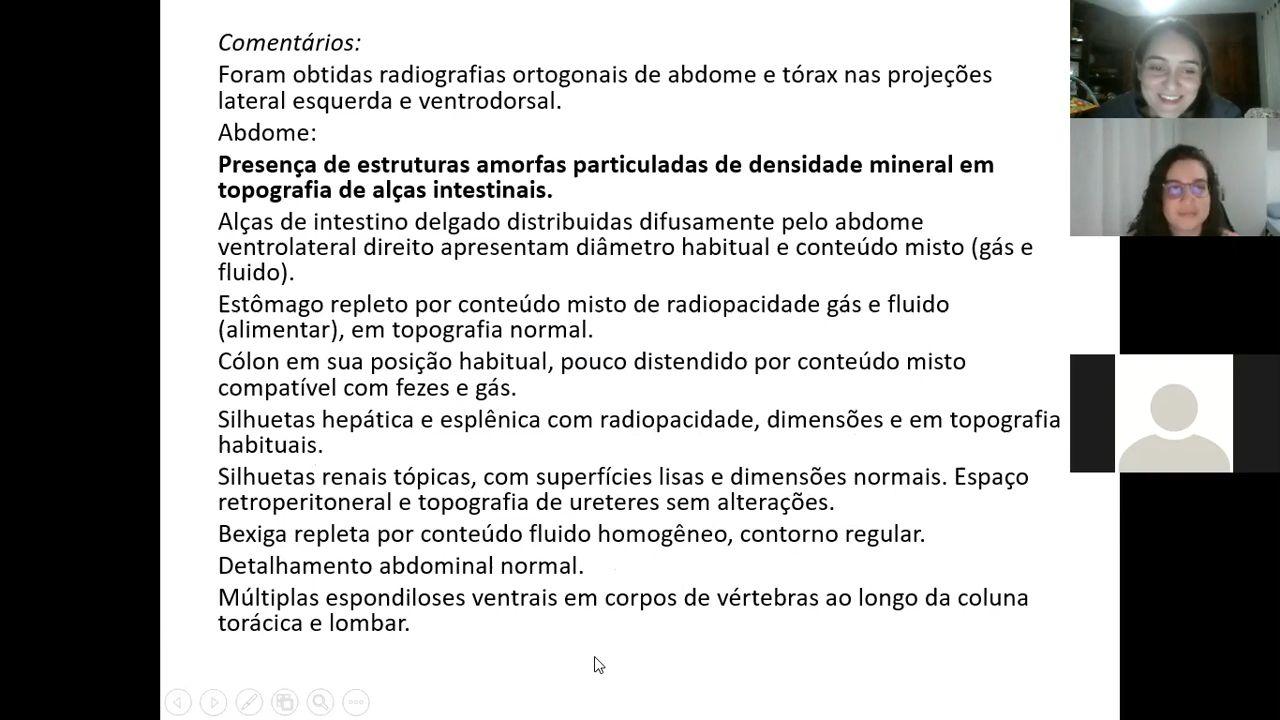 Comentários:
Foram obtidas radiografias ortogonais de abdome e tórax nas projeções
lateral esquerda e ventrodorsal.
Abdome:
Presença de estruturas amorfas particuladas de densidade mineral em
topografia de alças intestinais.
Alças de intestino delgado distribuidas difusamente pelo abdome
ventrolateral direito apresentam diâmetro habitual e conteúdo misto (gás e
fluido).
Estômago repleto por conteúdo misto de radiopacidade gás e fluido
(alimentar), em topografia normal.
Cólon em sua posição habitual, pouco distendido por conteúdo misto
compatível com fezes e gás.
Silhuetas hepática e esplênica com radiopacidade, dimensões e em topografia
habituais.
Silhuetas renais tópicas, com superfícies lisas e dimensões normais. Espaço
retroperitoneral e topografia de ureteres sem alterações.
Bexiga repleta por conteúdo fluido homogêneo, contorno regular.
Detalhamento abdominal normal.
Múltiplas espondiloses ventrais em corpos de vértebras ao longo da coluna
torácica e lombar.